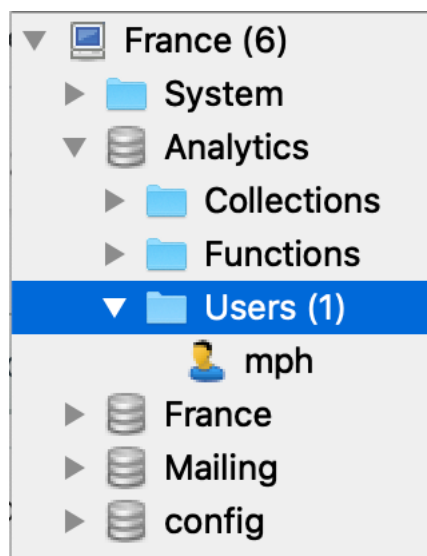 France (6)
System
Analytics
Collections
Functions
Users (1)
mph
France
Mailing
config